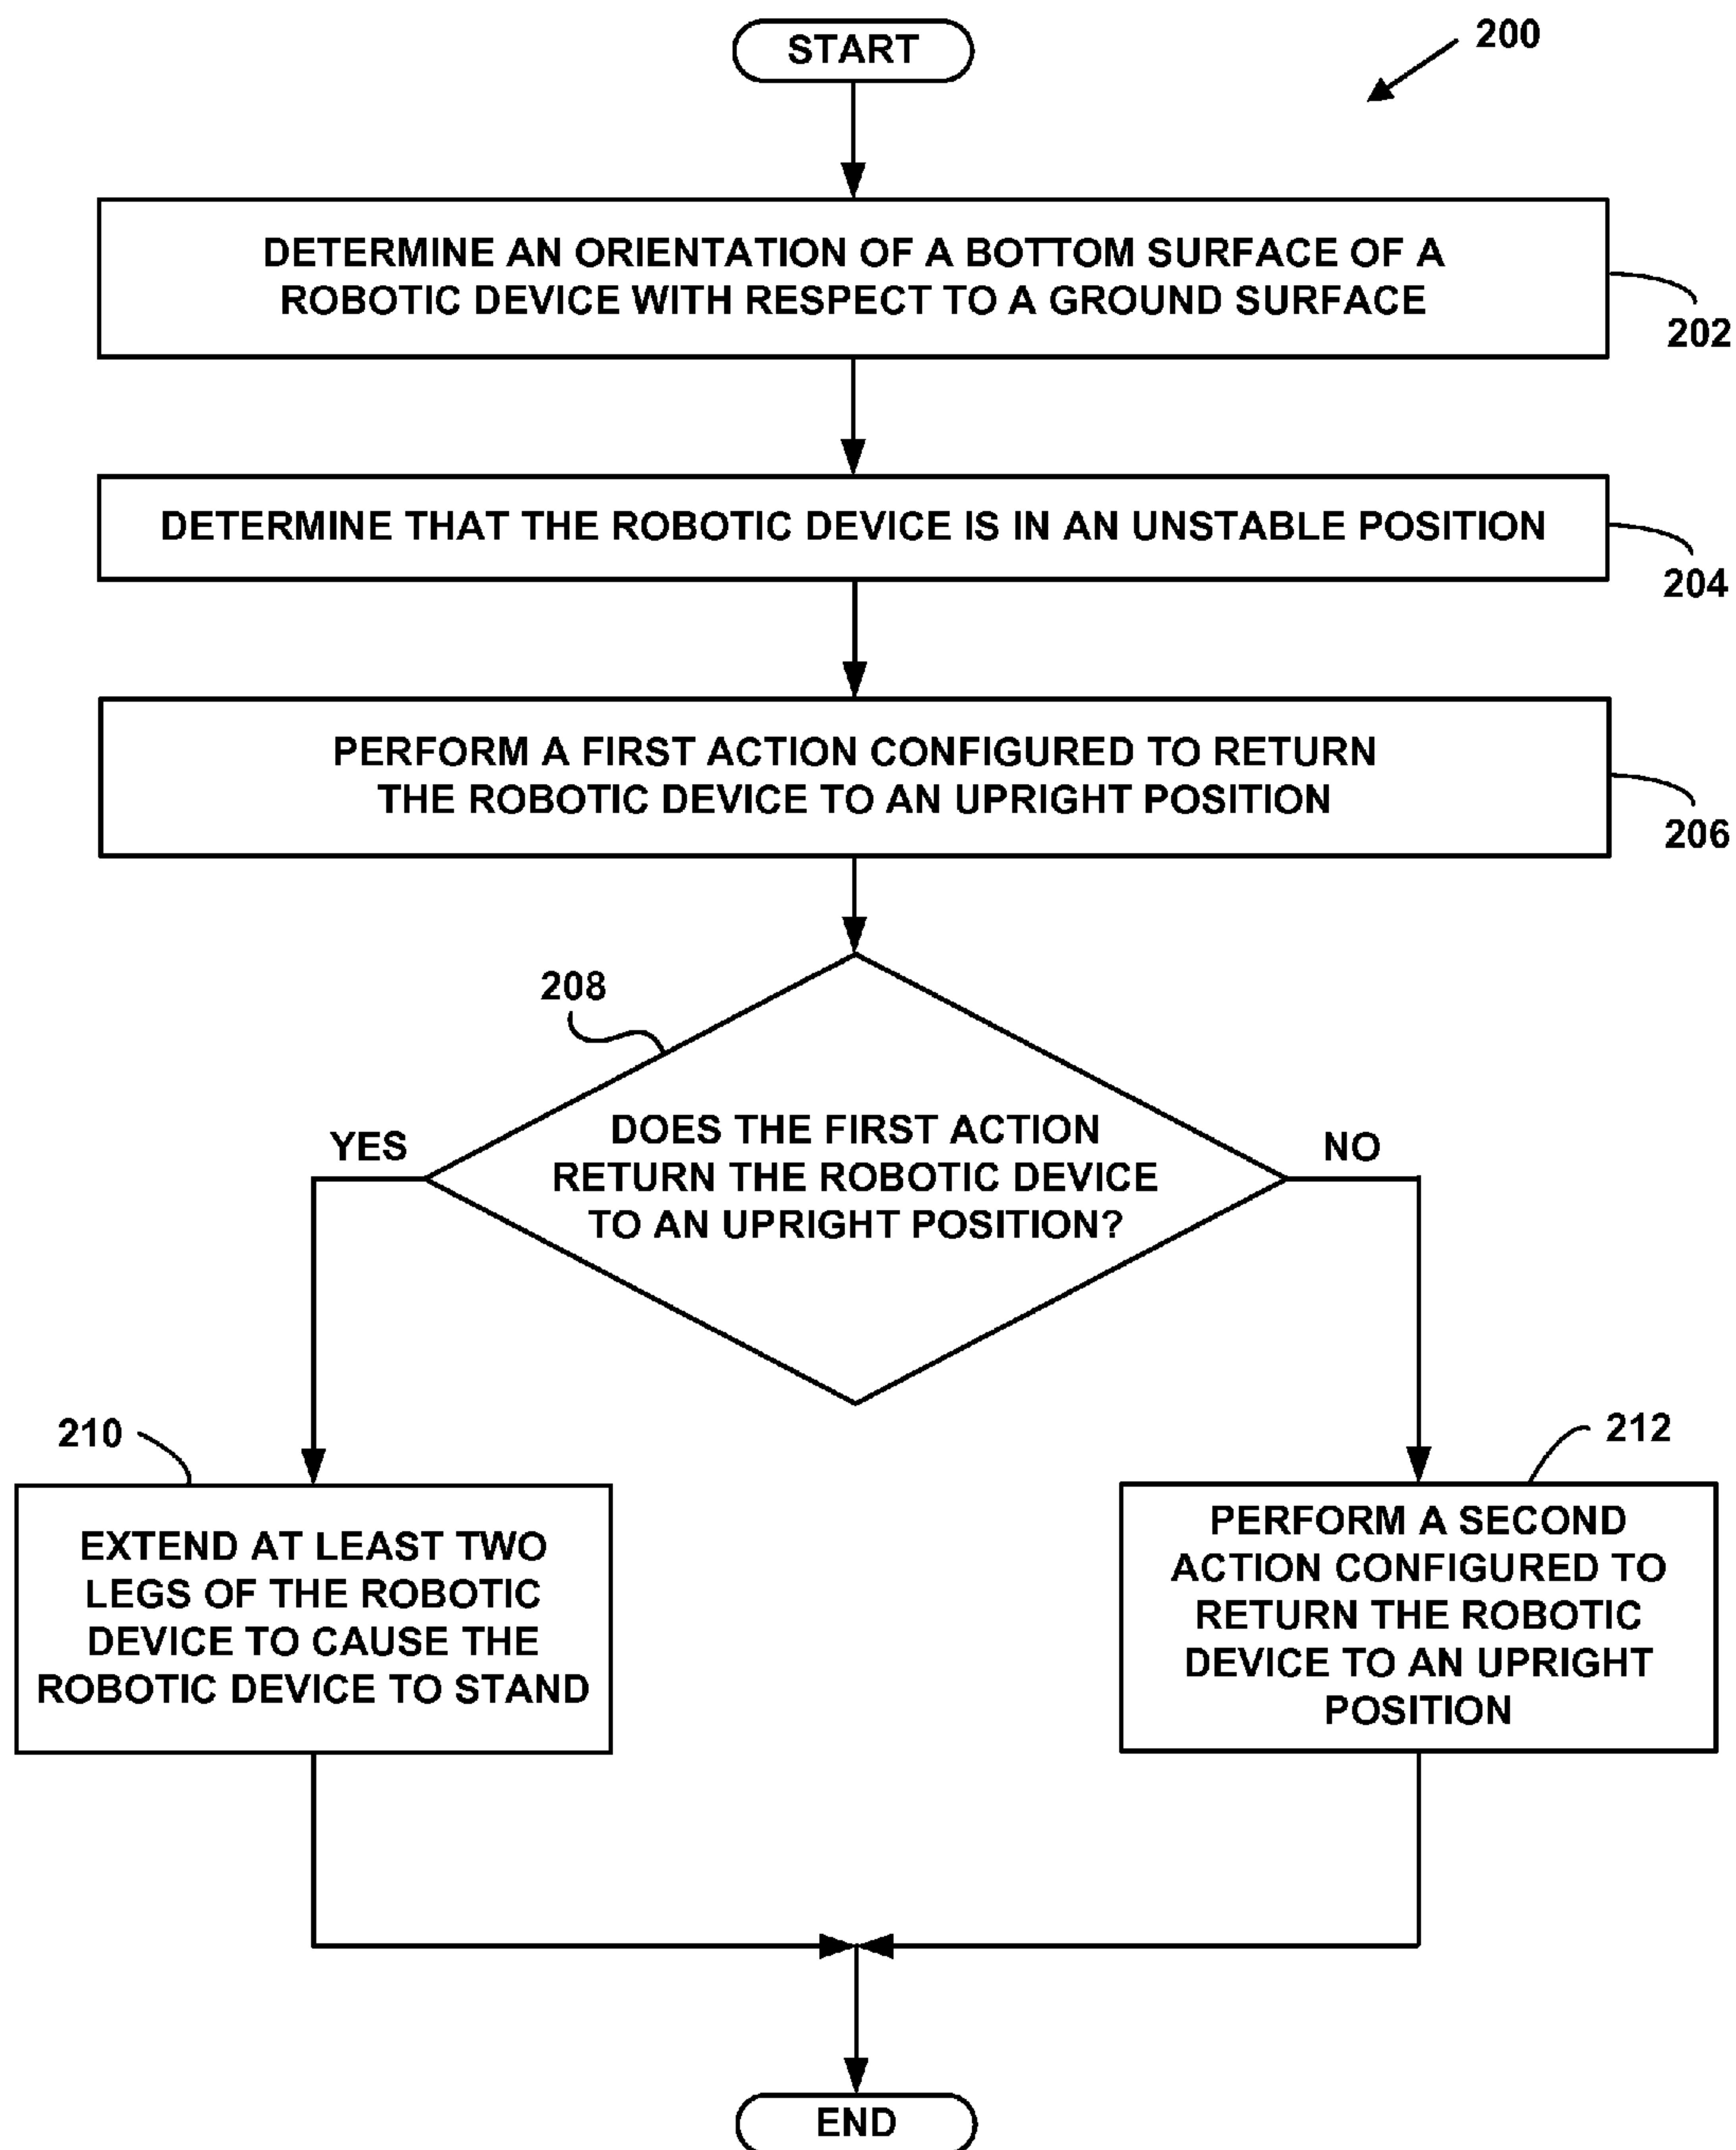 START
200
DETERMINE AN ORIENTATION OF A BOTTOM SURFACE OF A
ROBOTIC DEVICE WITH RESPECT TO A GROUND SURFACE
202
DETERMINE THAT THE ROBOTIC DEVICE IS IN AN UNSTABLE POSITION
204
PERFORM A FIRST ACTION CONFIGURED TO RETURN
THE ROBOTIC DEVICE TO AN UPRIGHT POSITION
206
208
DOES THE FIRST ACTION
RETURN THE ROBOTIC DEVICE
TO AN UPRIGHT POSITION?
YES
NO
210
EXTEND AT LEAST TWO
LEGS OF THE ROBOTIC
DEVICE TO CAUSE THE
ROBOTIC DEVICE TO STAND
212
PERFORM A SECOND
ACTION CONFIGURED TO
RETURN THE ROBOTIC
DEVICE TO AN UPRIGHT
POSITION
END